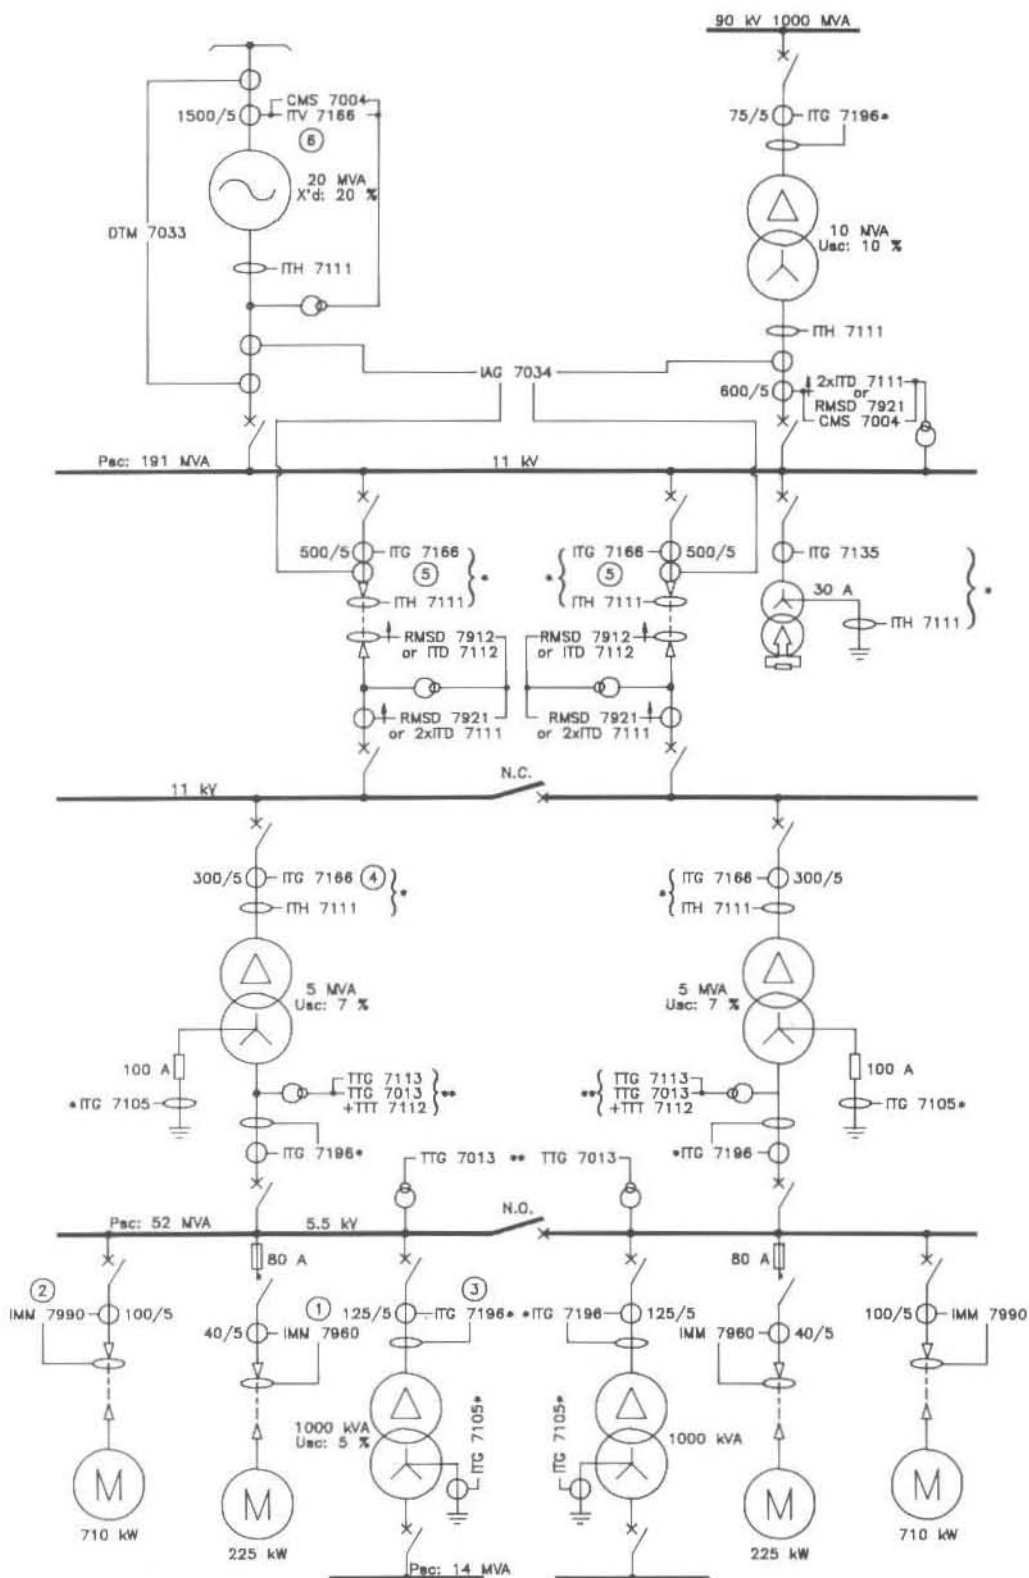 90 kV 1000 MVA
CMS 7004
1500/5 ITV 7166
6
75/5 ITG 7196*
20 MVA
X'd: 20 %
DTM 7033
10 MVA
Usc: 10 %
ITH 7111
ITH 7111
IAG 7034
600/5 2xITD 7111
or
RMSD 7921
CMS 7004
Psc: 191 MVA 11 kV
500/5 ITG 7166 ITG 7166 500/5 ITG 7135
5 * * 5
30 A *
ITH 7111 ITH 7111 ITH 7111
RMSD 7912 RMSD 7912
or ITD 7112 or ITD 7112
RMSD 7921 RMSD 7921
or 2xITD 7111 or 2xITD 7111
N.C.
11 kV
300/5 ITG 7166 4 * * ITG 7166 300/5
ITH 7111 ITH 7111
5 MVA 5 MVA
Usc: 7 % Usc: 7 %
100 A 100 A
TTG 7113 TTG 7113
*ITG 7105 TTG 7013 ** ** TTG 7013 ITG 7105*
+TTT 7112 +TTT 7112
ITG 7196* *ITG 7196
TTG 7013 ** TTG 7013
N.O.
Psc: 52 MVA 5.5 kV
80 A 80 A
2 3
IMM 7990 100/5 1 125/5 ITG 7196* *ITG 7196 125/5 100/5 IMM 7990
40/5 IMM 7960 IMM 7960 40/5
ITG 7105* ITG 7105*
1000 kVA 1000 kVA
Usc: 5 %
M M M M
710 kW 710 kW
225 kW 225 kW
Psc: 14 MVA